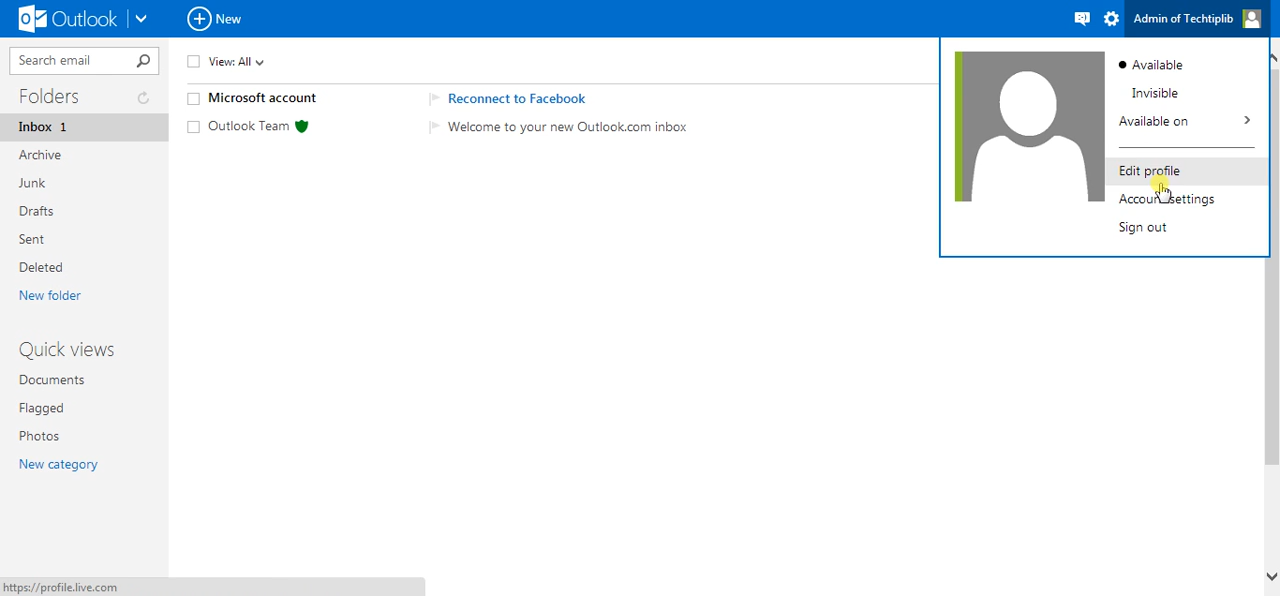 Outlook
New
Admin of Techtiplib
Search email
View: All
Available
Invisible
Available on
Edit profile
Account settings
Sign out
Folders
Inbox 1
Archive
Junk
Drafts
Sent
Deleted
New folder
Quick views
Documents
Flagged
Photos
New category
Microsoft account Reconnect to Facebook
Outlook Team Welcome to your new Outlook.com inbox
https://profile.live.com